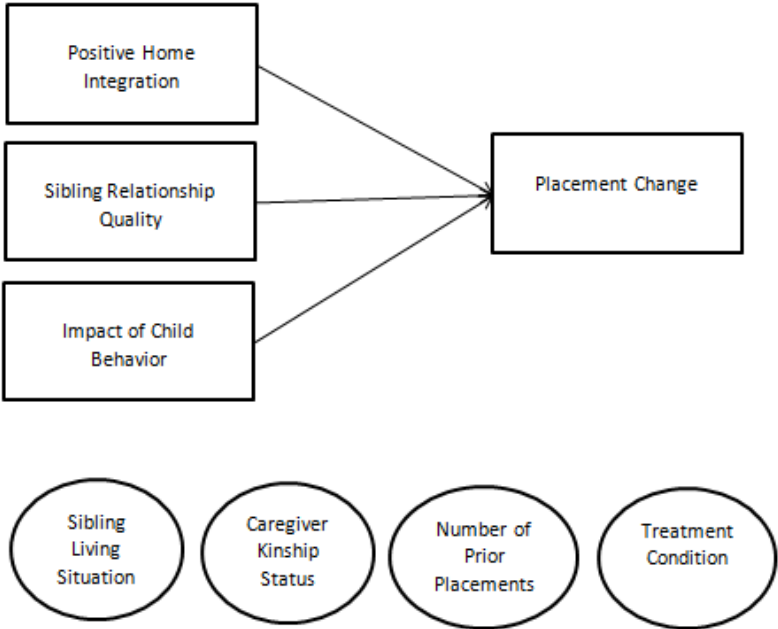 Positive Home
Integration
Sibling Relationship
Quality
Placement Change
Impact of Child
Behavior
Sibling
Living
Situation
Caregiver
Kinship
Status
Number of
Prior
Placements
Treatment
Condition